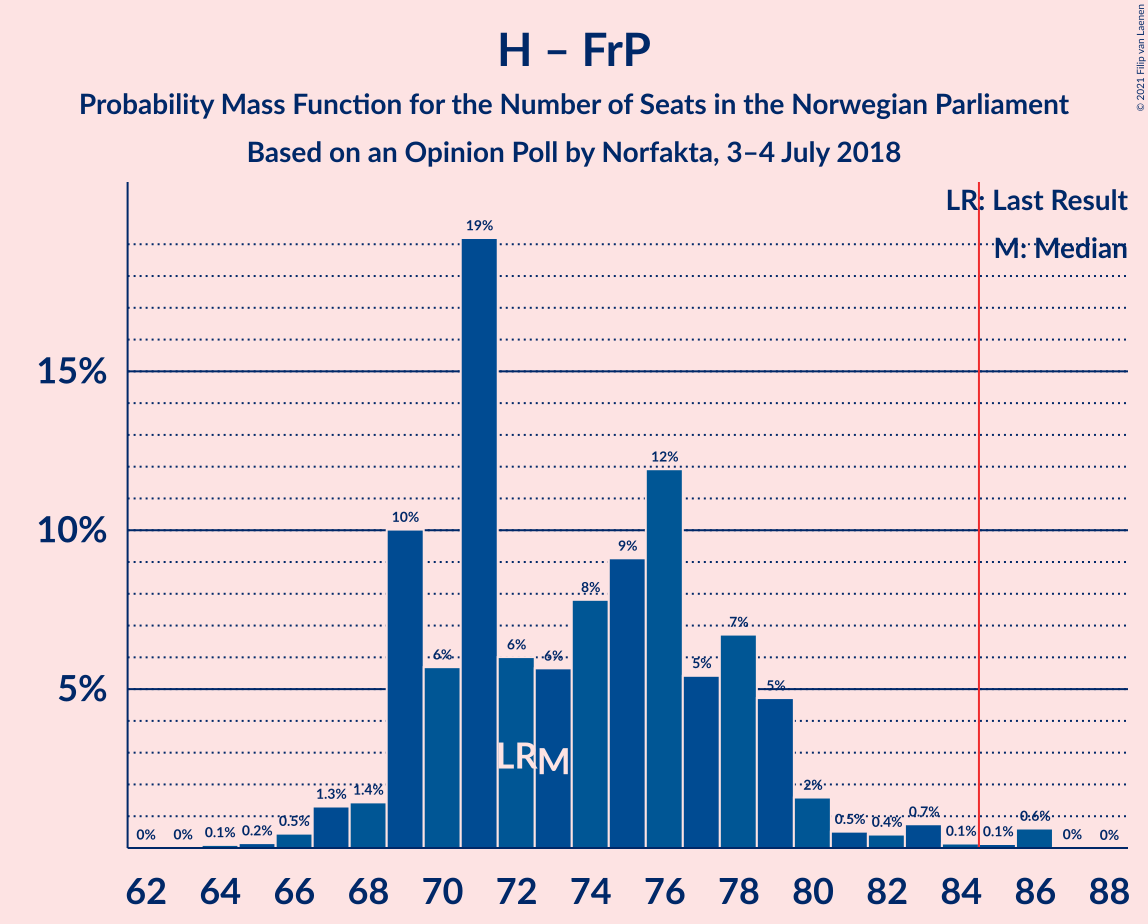 H – FrP
Probability Mass Function for the Number of Seats in the Norwegian Parliament
Based on an Opinion Poll by Norfakta, 3–4 July 2018
© 2021 Filip van Laenen
LR: Last Result
M: Median
15%
10%
5%
0% 0% 0.1% 0.2% 0.5% 1.3% 1.4% 10% 6% 19% 6% 6% 8% 9% 12% 5% 7% 5% 2% 0.5% 0.4% 0.7% 0.1% 0.1% 0.6% 0% 0%
LR M
62 64 66 68 70 72 74 76 78 80 82 84 86 88